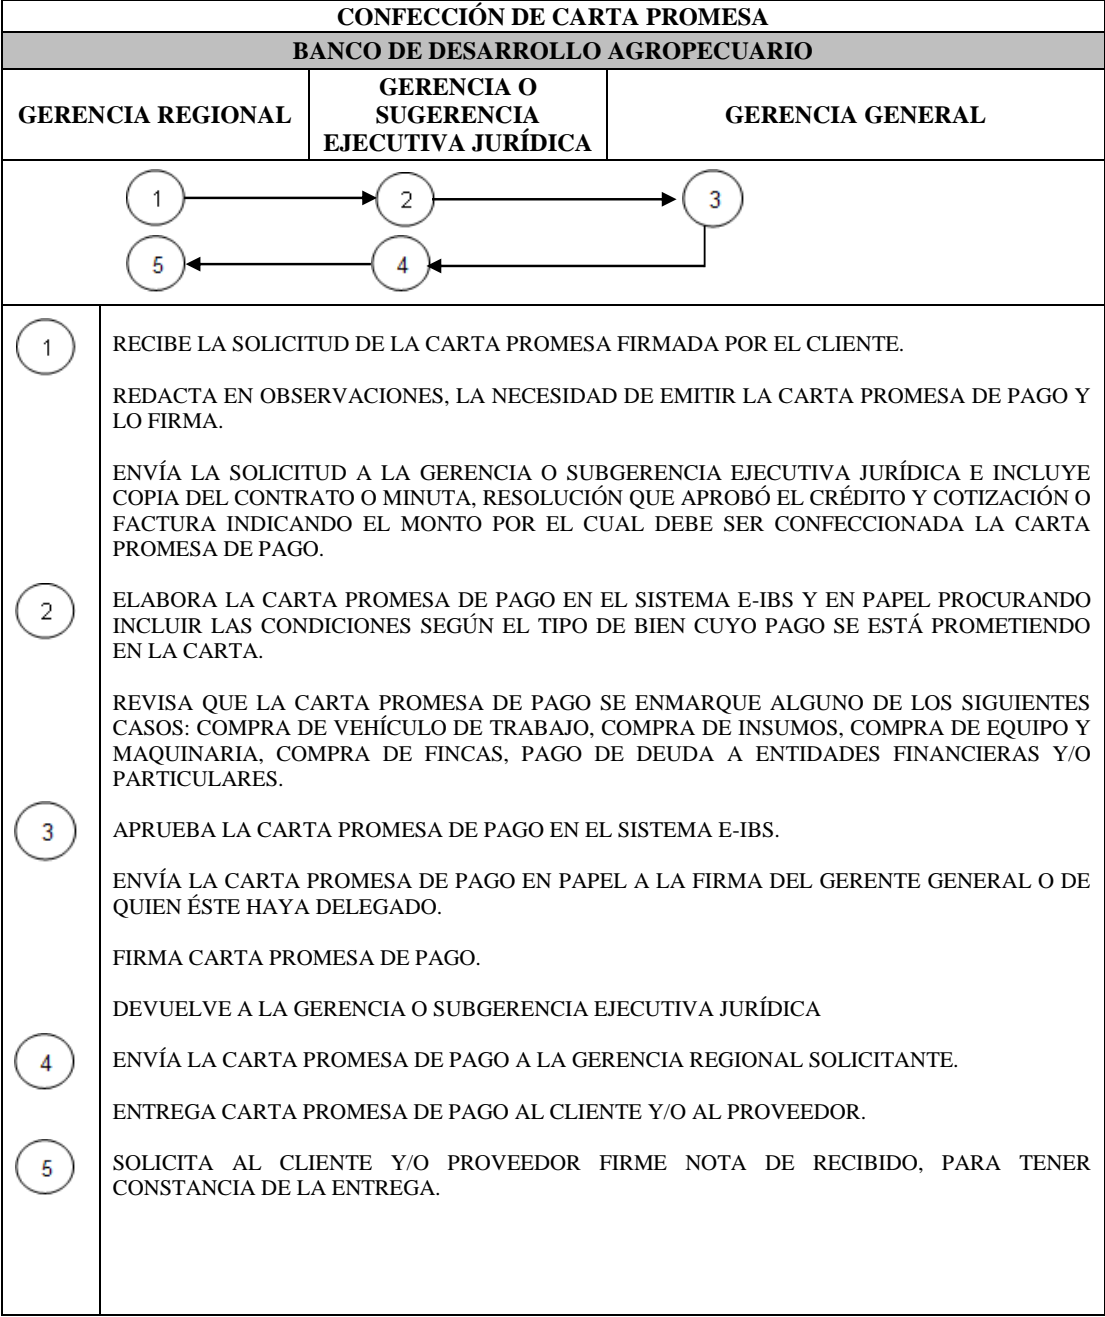 CONFECCIÓN DE CARTA PROMESA
BANCO DE DESARROLLO AGROPECUARIO
GERENCIA REGIONAL
GERENCIA O
SUGERENCIA
EJECUTIVA JURÍDICA
GERENCIA GENERAL
1
2
3
5
4
1
RECIBE LA SOLICITUD DE LA CARTA PROMESA FIRMADA POR EL CLIENTE.
REDACTA EN OBSERVACIONES, LA NECESIDAD DE EMITIR LA CARTA PROMESA DE PAGO Y
LO FIRMA.
ENVÍA LA SOLICITUD A LA GERENCIA O SUBGERENCIA EJECUTIVA JURÍDICA E INCLUYE
COPIA DEL CONTRATO O MINUTA, RESOLUCIÓN QUE APROBÓ EL CRÉDITO Y COTIZACIÓN O
FACTURA INDICANDO EL MONTO POR EL CUAL DEBE SER CONFECCIONADA LA CARTA
PROMESA DE PAGO.
2
ELABORA LA CARTA PROMESA DE PAGO EN EL SISTEMA E-IBS Y EN PAPEL PROCURANDO
INCLUIR LAS CONDICIONES SEGÚN EL TIPO DE BIEN CUYO PAGO SE ESTÁ PROMETIENDO
EN LA CARTA.
REVISA QUE LA CARTA PROMESA DE PAGO SE ENMARQUE ALGUNO DE LOS SIGUIENTES
CASOS: COMPRA DE VEHÍCULO DE TRABAJO, COMPRA DE INSUMOS, COMPRA DE EQUIPO Y
MAQUINARIA, COMPRA DE FINCAS, PAGO DE DEUDA A ENTIDADES FINANCIERAS Y/O
PARTICULARES.
3
APRUEBA LA CARTA PROMESA DE PAGO EN EL SISTEMA E-IBS.
ENVÍA LA CARTA PROMESA DE PAGO EN PAPEL A LA FIRMA DEL GERENTE GENERAL O DE
QUIEN ÉSTE HAYA DELEGADO.
FIRMA CARTA PROMESA DE PAGO.
DEVUELVE A LA GERENCIA O SUBGERENCIA EJECUTIVA JURÍDICA
4
ENVÍA LA CARTA PROMESA DE PAGO A LA GERENCIA REGIONAL SOLICITANTE.
ENTREGA CARTA PROMESA DE PAGO AL CLIENTE Y/O AL PROVEEDOR.
5
SOLICITA AL CLIENTE Y/O PROVEEDOR FIRME NOTA DE RECIBIDO, PARA TENER
CONSTANCIA DE LA ENTREGA.